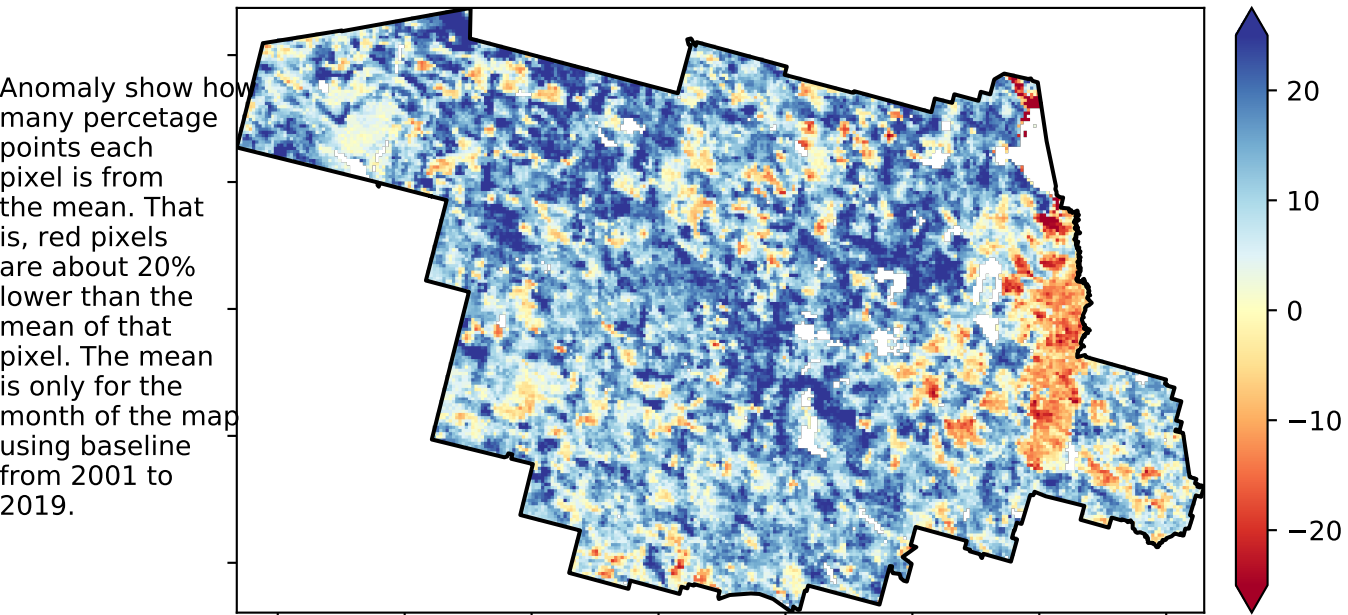 Anomaly show how
many percetage
points each
pixel is from
the mean. That
is, red pixels
are about 20%
lower than the
mean of that
pixel. The mean
is only for the
month of the map
using baseline
from 2001 to
2019.
20
10
0
−10
−20